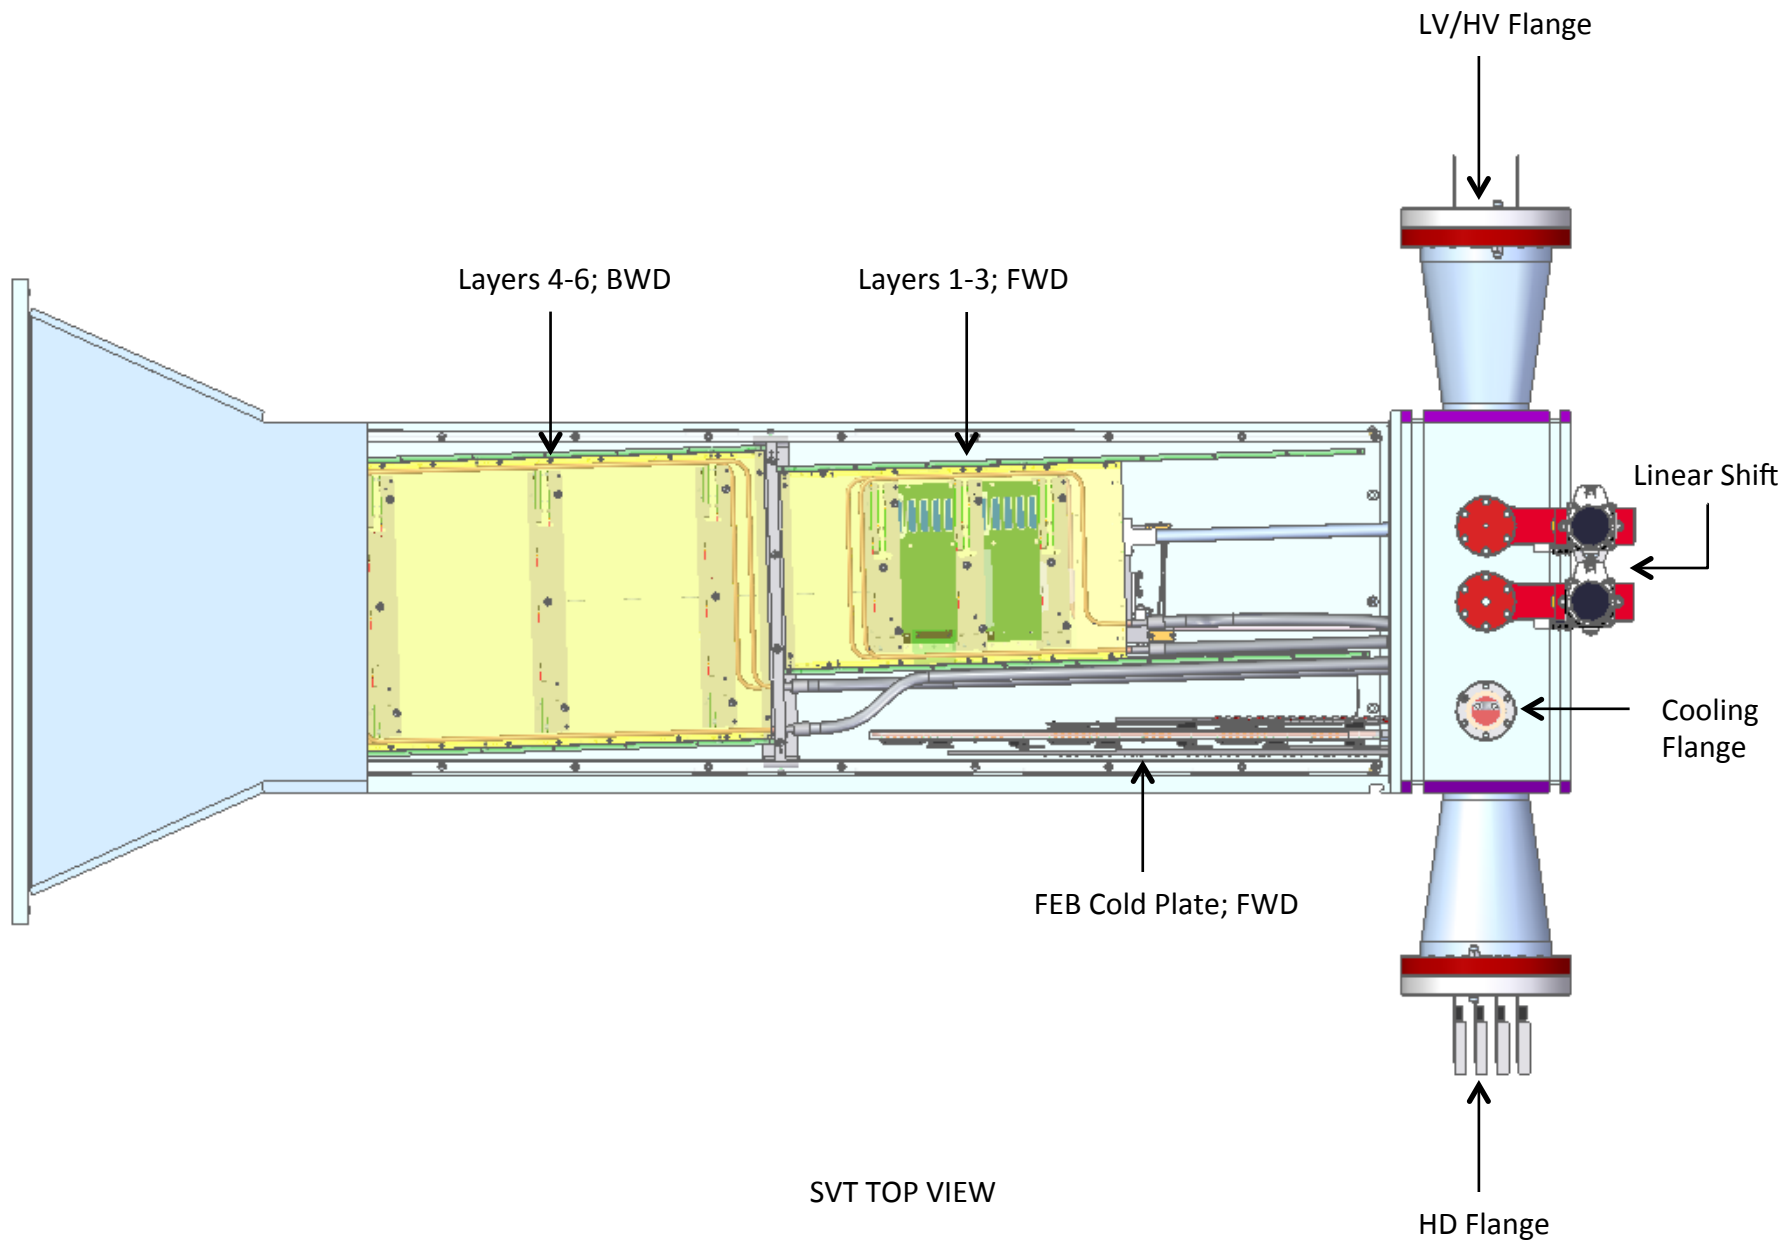 LV/HV Flange
Layers 4-6; BWD
Layers 1-3; FWD
Linear Shift
Cooling
Flange
FEB Cold Plate; FWD
SVT TOP VIEW
HD Flange